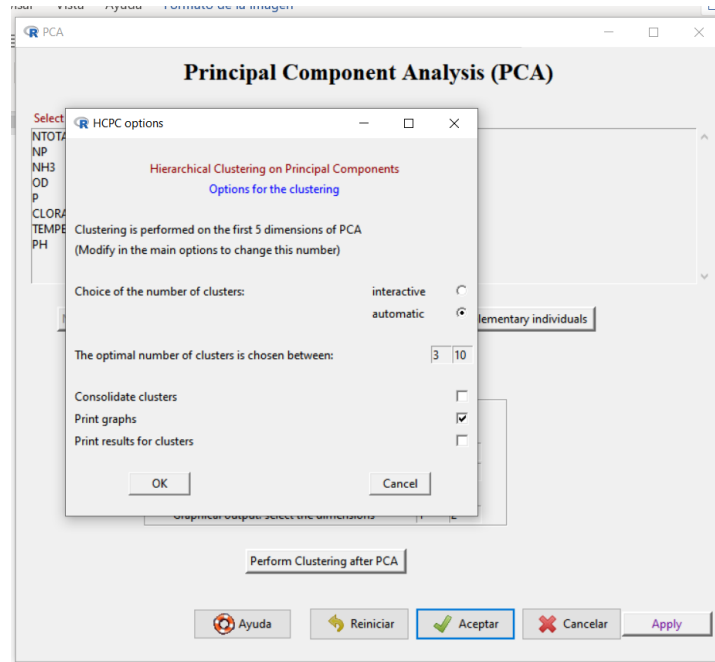 Vista Ayuda Formato de la imagen
PCA
Principal Component Analysis (PCA)
Select
HCPC options
NP
NH3
OD
P
PH
Hierarchical Clustering on Principal Components
Options for the clustering
Clustering is performed on the first 5 dimensions of PCA
(Modify in the main options to change this number)
Choice of the number of clusters: interactive
automatic
individuals
The optimal number of clusters is chosen between: 3 10
Consolidate clusters
Print graphs
Print results for clusters
OK Cancel
Graphical output: select the dimensions 1 2
Perform Clustering after PCA
Ayuda Reiniciar Aceptar Cancelar Apply